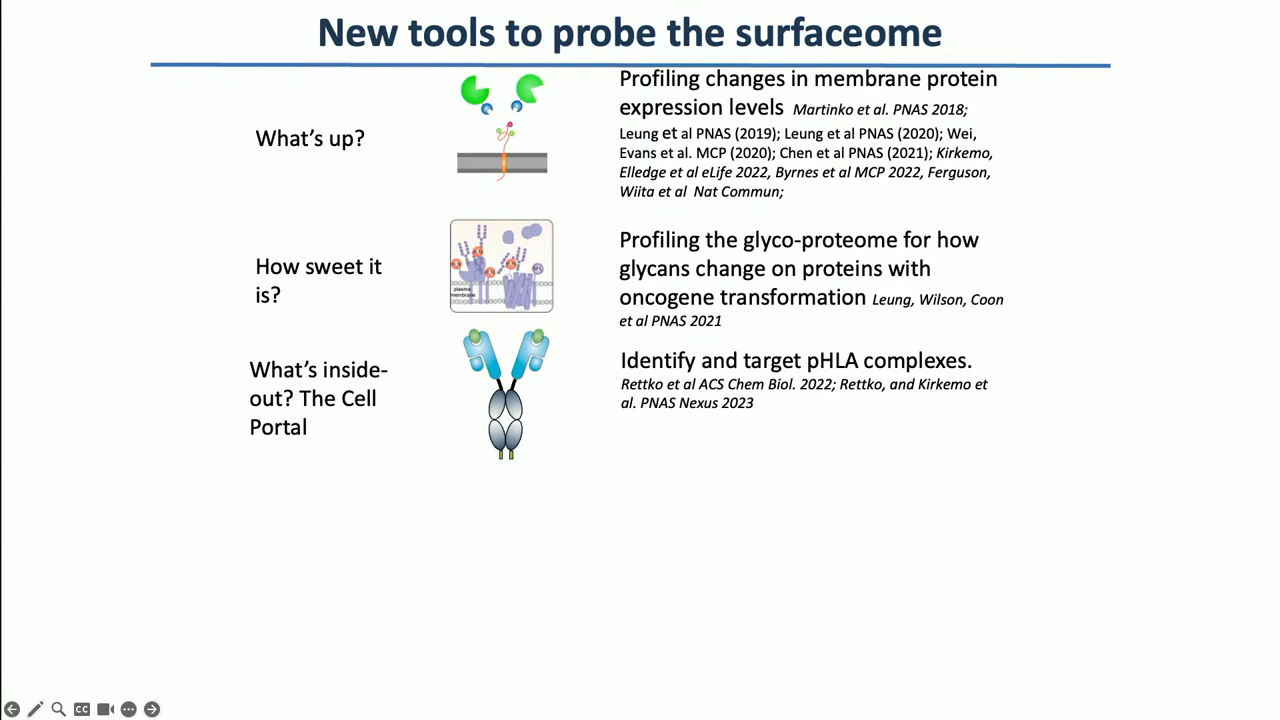 New tools to probe the surfaceome
What's up?
Profiling changes in membrane protein
expression levels Martinko et al. PNAS 2018;
Leung et al PNAS (2019); Leung et al PNAS (2020); Wei,
Evans et al. MCP (2020); Chen et al PNAS (2021); Kirkemo,
Elledge et al eLife 2022, Byrnes et al MCP 2022, Ferguson,
Wiita et al Nat Commun;
How sweet it
is?
plasma
membrane
Profiling the glyco-proteome for how
glycans change on proteins with
oncogene transformation Leung, Wilson, Coon
et al PNAS 2021
What's inside-
out? The Cell
Portal
Identify and target pHLA complexes.
Rettko et al ACS Chem Biol. 2022; Rettko, and Kirkemo et
al. PNAS Nexus 2023
CC